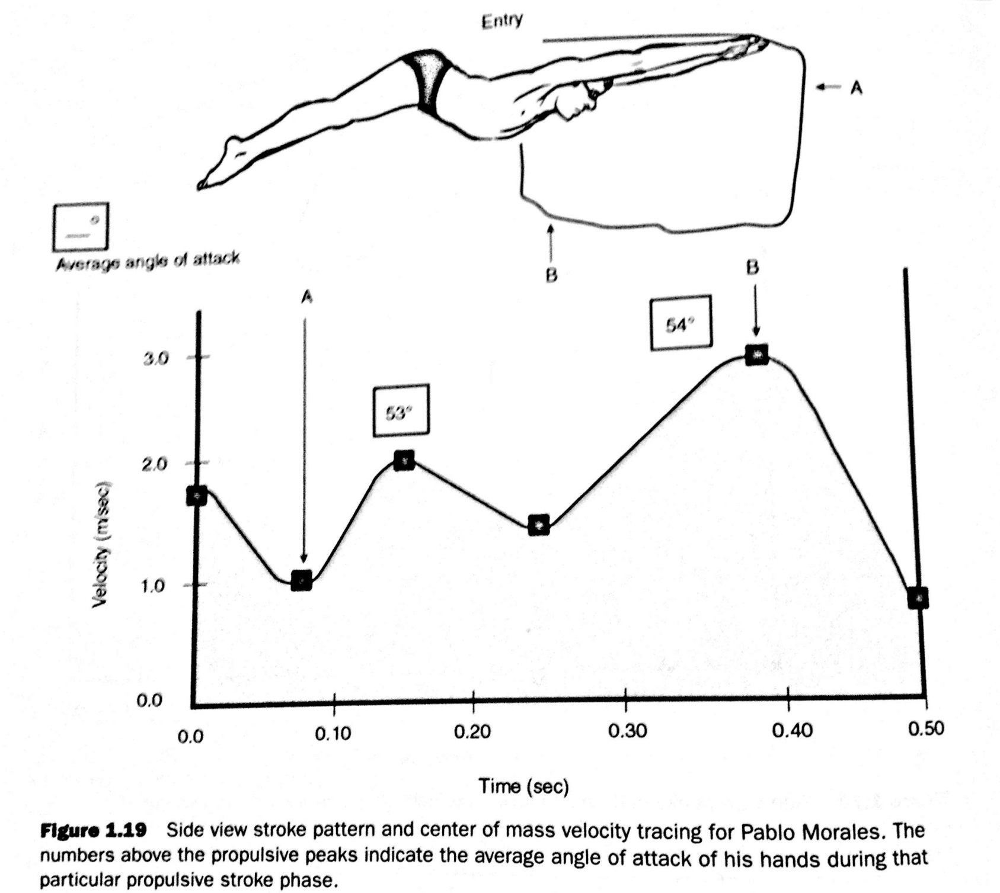 Entry
A
°
Average angle of attack
B
B
A
54°
3.0
53°
2.0
Velocity (m/sec)
1.0
0.0
0.0 0.10 0.20 0.30 0.40 0.50
Time (sec)
Figure 1.19 Side view stroke pattern and center of mass velocity tracing for Pablo Morales. The
numbers above the propulsive peaks indicate the average angle of attack of his hands during that
particular propulsive stroke phase.